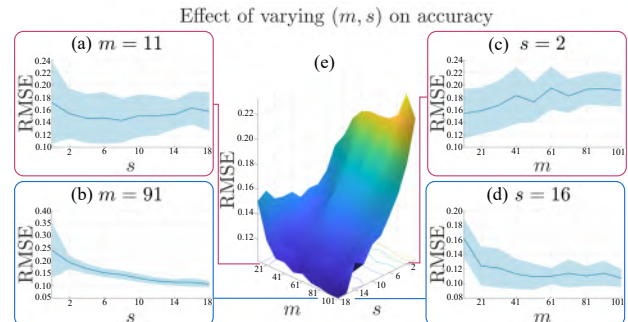 Effect of varying (m, s) on accuracy
(a) m = 11
RMSE
0.24
0.22
0.20
0.18
0.16
0.14
0.12
0.10
2 6 10 14 18
s
(b) m = 91
RMSE
0.40
0.35
0.30
0.25
0.20
0.15
0.10
0.05
2 6 10 14 18
s
(e)
RMSE
0.22
0.20
0.18
0.16
0.14
0.12
21 41 61 81 101
m
18 14 10 6 2
s
(c) s = 2
RMSE
0.24
0.22
0.20
0.18
0.16
0.14
0.12
0.10
21 41 61 81 101
m
(d) s = 16
RMSE
0.20
0.18
0.16
0.14
0.12
0.10
0.08
21 41 61 81 101
m